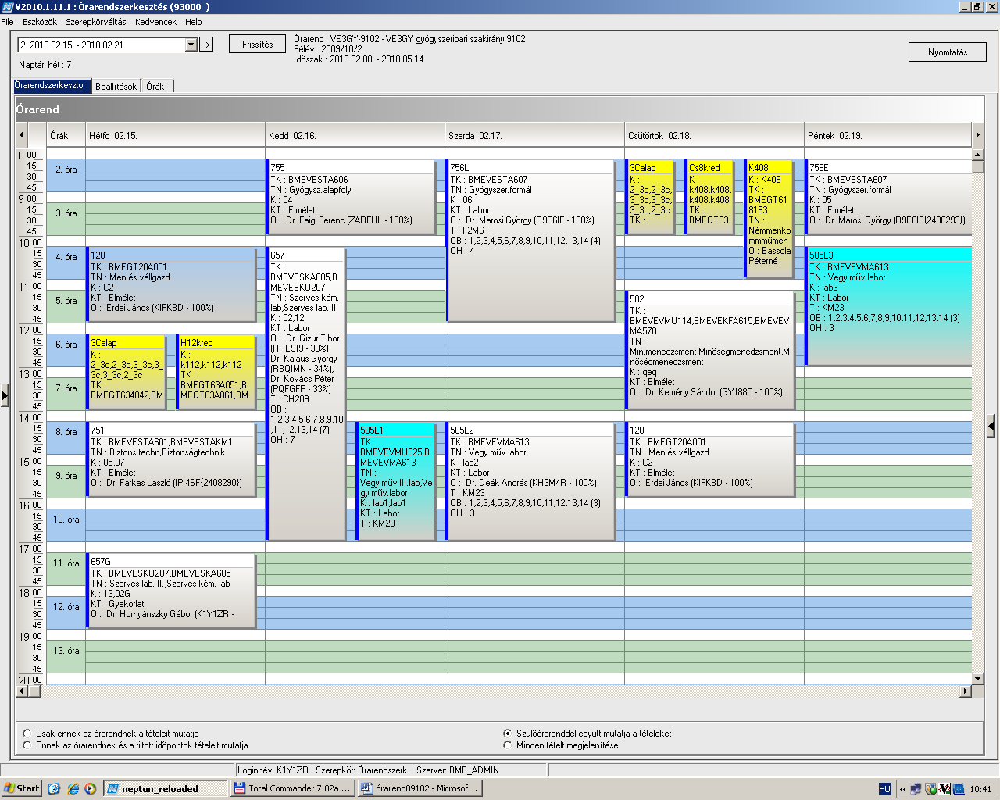 V2010.1.11.1 : Órarendszerkesztés (93000 )
File Eszközök Szerepkörváltás Kedvencek Help
2. 2010.02.15. - 2010.02.21.
->
Frissítés
Naptári hét : 7
Órarend : VE3GY-9102 - VE3GY gyógyszeripari szakirány 9102
Félév : 2009/10/2
Időszak : 2010.02.08. - 2010.05.14.
Nyomtatás
Órarendszerkeszto Beállítások Órák
Órarend
Órák Hétfő 02.15. Kedd 02.16. Szerda 02.17. Csütörtök 02.18. Péntek 02.19.
8 00
15
30
45
9 00
15
30
45
10 00
15
30
45
11 00
15
30
45
12 00
15
30
45
13 00
15
30
45
14 00
15
30
45
15 00
15
30
45
16 00
15
30
45
17 00
15
30
45
18 00
15
30
45
19 00
15
30
45
20 00
2. óra
3. óra
4. óra
5. óra
6. óra
7. óra
8. óra
9. óra
10. óra
11. óra
12. óra
13. óra
120
TK : BMEGT20A001
TN : Men.és vállgazd.
K : C2
KT : Elmélet
O : Erdei János (KIFKBD - 100%)
3Calap
K :
2_3c,2_3c,3_3c,3_
3c,3_3c,2_3c
TK :
BMEGT634042,BM
H12kred
K :
k112,k112,k112
TK :
BMEGT63A051,B
MEGT63A061,BM
751
TK : BMEVESTA601,BMEVESTAKM1
TN : Biztons.techn,Biztonságtechnik
K : 05,07
KT : Elmélet
O : Dr. Farkas László (IPI4SF{2408290})
657G
TK : BMEVESKU207,BMEVESKA605
TN : Szerves lab. II.,Szerves kém. lab
K : 13,02G
KT : Gyakorlat
O : Dr. Hornyánszky Gábor (K1Y1ZR -
755
TK : BMEVESTA606
TN : Gyógysz.alapfoly
K : 04
KT : Elmélet
O : Dr. Faigl Ferenc (ZARFUL - 100%)
657
TK :
BMEVESKA605,B
MEVESKU207
TN : Szerves kém.
lab,Szerves lab. II.
K : 02,12
KT : Labor
O : Dr. Gizur Tibor
(HHESI9 - 33%),
Dr. Kalaus György
(RBQIMN - 34%),
Dr. Kovács Péter
(PQFGFP - 33%)
T : CH209
OB :
1,2,3,4,5,6,7,8,9,10
,11,12,13,14 (7)
OH : 7
505L1
TK :
BMEVEVMU325,B
MEVEVMA613
TN :
Vegy.műv.III.lab,Ve
gy.műv.labor
K : lab1,lab1
KT : Labor
T : KM23
756L
TK : BMEVESTA607
TN : Gyógyszer.formál
K : 06
KT : Labor
O : Dr. Marosi György (R9E6IF - 100%)
T : F2MST
OB : 1,2,3,4,5,6,7,8,9,10,11,12,13,14 (4)
OH : 4
505L2
TK : BMEVEVMA613
TN : Vegy.műv.labor
K : lab2
KT : Labor
O : Dr. Deák András (KH3M4R - 100%)
T : KM23
OB : 1,2,3,4,5,6,7,8,9,10,11,12,13,14 (3)
OH : 3
3Calap
K :
2_3c,2_3c,
3_3c,3_3c,
3_3c,2_3c
TK :
Cs8kred
K :
k408,k408,
k408,k408
TK :
BMEGT63
K408
K : K408
TK :
BMEGT61
8183
TN :
Némmenko
mmműmen
O : Bassola
Péterné
502
TK :
BMEVEVMU114,BMEVEKFA615,BMEVEV
MA570
TN :
Min.menedzsment,Minőségmenedzsment,Mi
nőségmenedzsment
K : qeq
KT : Elmélet
O : Dr. Kemény Sándor (GYJ88C - 100%)
120
TK : BMEGT20A001
TN : Men.és vállgazd.
K : C2
KT : Elmélet
O : Erdei János (KIFKBD - 100%)
756E
TK : BMEVESTA607
TN : Gyógyszer.formál
K : 05
KT : Elmélet
O : Dr. Marosi György (R9E6IF{2408293})
505L3
TK : BMEVEVMA613
TN : Vegy.műv.labor
K : lab3
KT : Labor
T : KM23
OB : 1,2,3,4,5,6,7,8,9,10,11,12,13,14 (3)
OH : 3
Csak ennek az órarendnek a tételeit mutatja
Ennek az órarendnek és a tiltott időpontok tételeit mutatja
Szülőórarenddel együtt mutatja a tételeket
Minden tételt megjelenítése
Loginnév: K1Y1ZR Szerepkör: Órarendszerk. Szerver: BME_ADMIN
Start
neptun_reloaded
Total Commander 7.02a ...
órarend09102 - Microsof...
HU
«
10:41